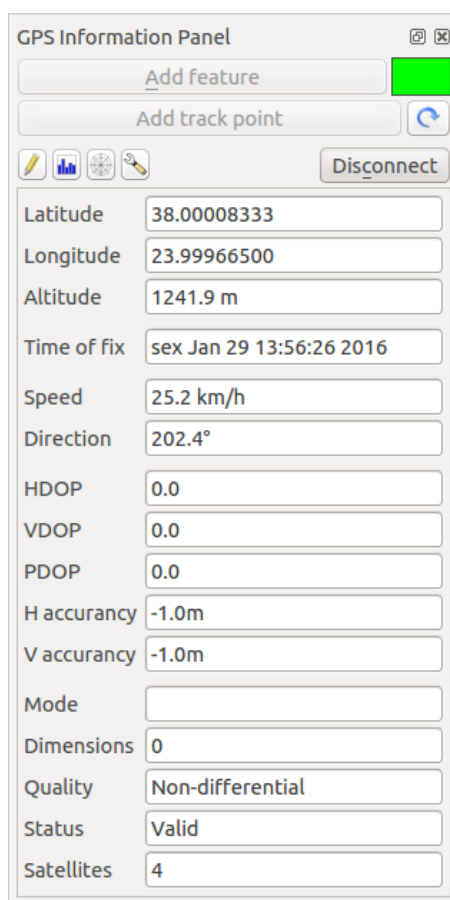 GPS Information Panel
Add feature
Add track point
Disconnect
Latitude 38.00008333
Longitude 23.99966500
Altitude 1241.9 m
Time of fix sex Jan 29 13:56:26 2016
Speed 25.2 km/h
Direction 202.4°
HDOP 0.0
VDOP 0.0
PDOP 0.0
H accurancy -1.0m
V accurancy -1.0m
Mode
Dimensions 0
Quality Non-differential
Status Valid
Satellites 4